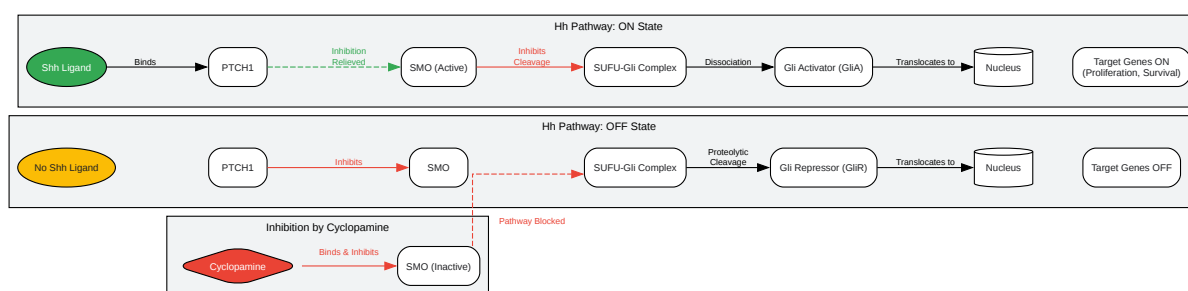 Hh Pathway: ON State
Shh Ligand
Binds
PTCH1
Inhibition
Relieved
SMO (Active)
Inhibits
Cleavage
SUFU-Gli Complex
Dissociation
Gli Activator (GliA)
Translocates to
Nucleus
Target Genes ON
(Proliferation, Survival)
Hh Pathway: OFF State
No Shh Ligand
PTCH1
Inhibits
SMO
SUFU-Gli Complex
Proteolytic
Cleavage
Gli Repressor (GliR)
Translocates to
Nucleus
Target Genes OFF
Pathway Blocked
Inhibition by Cyclopamine
Cyclopamine
Binds & Inhibits
SMO (Inactive)